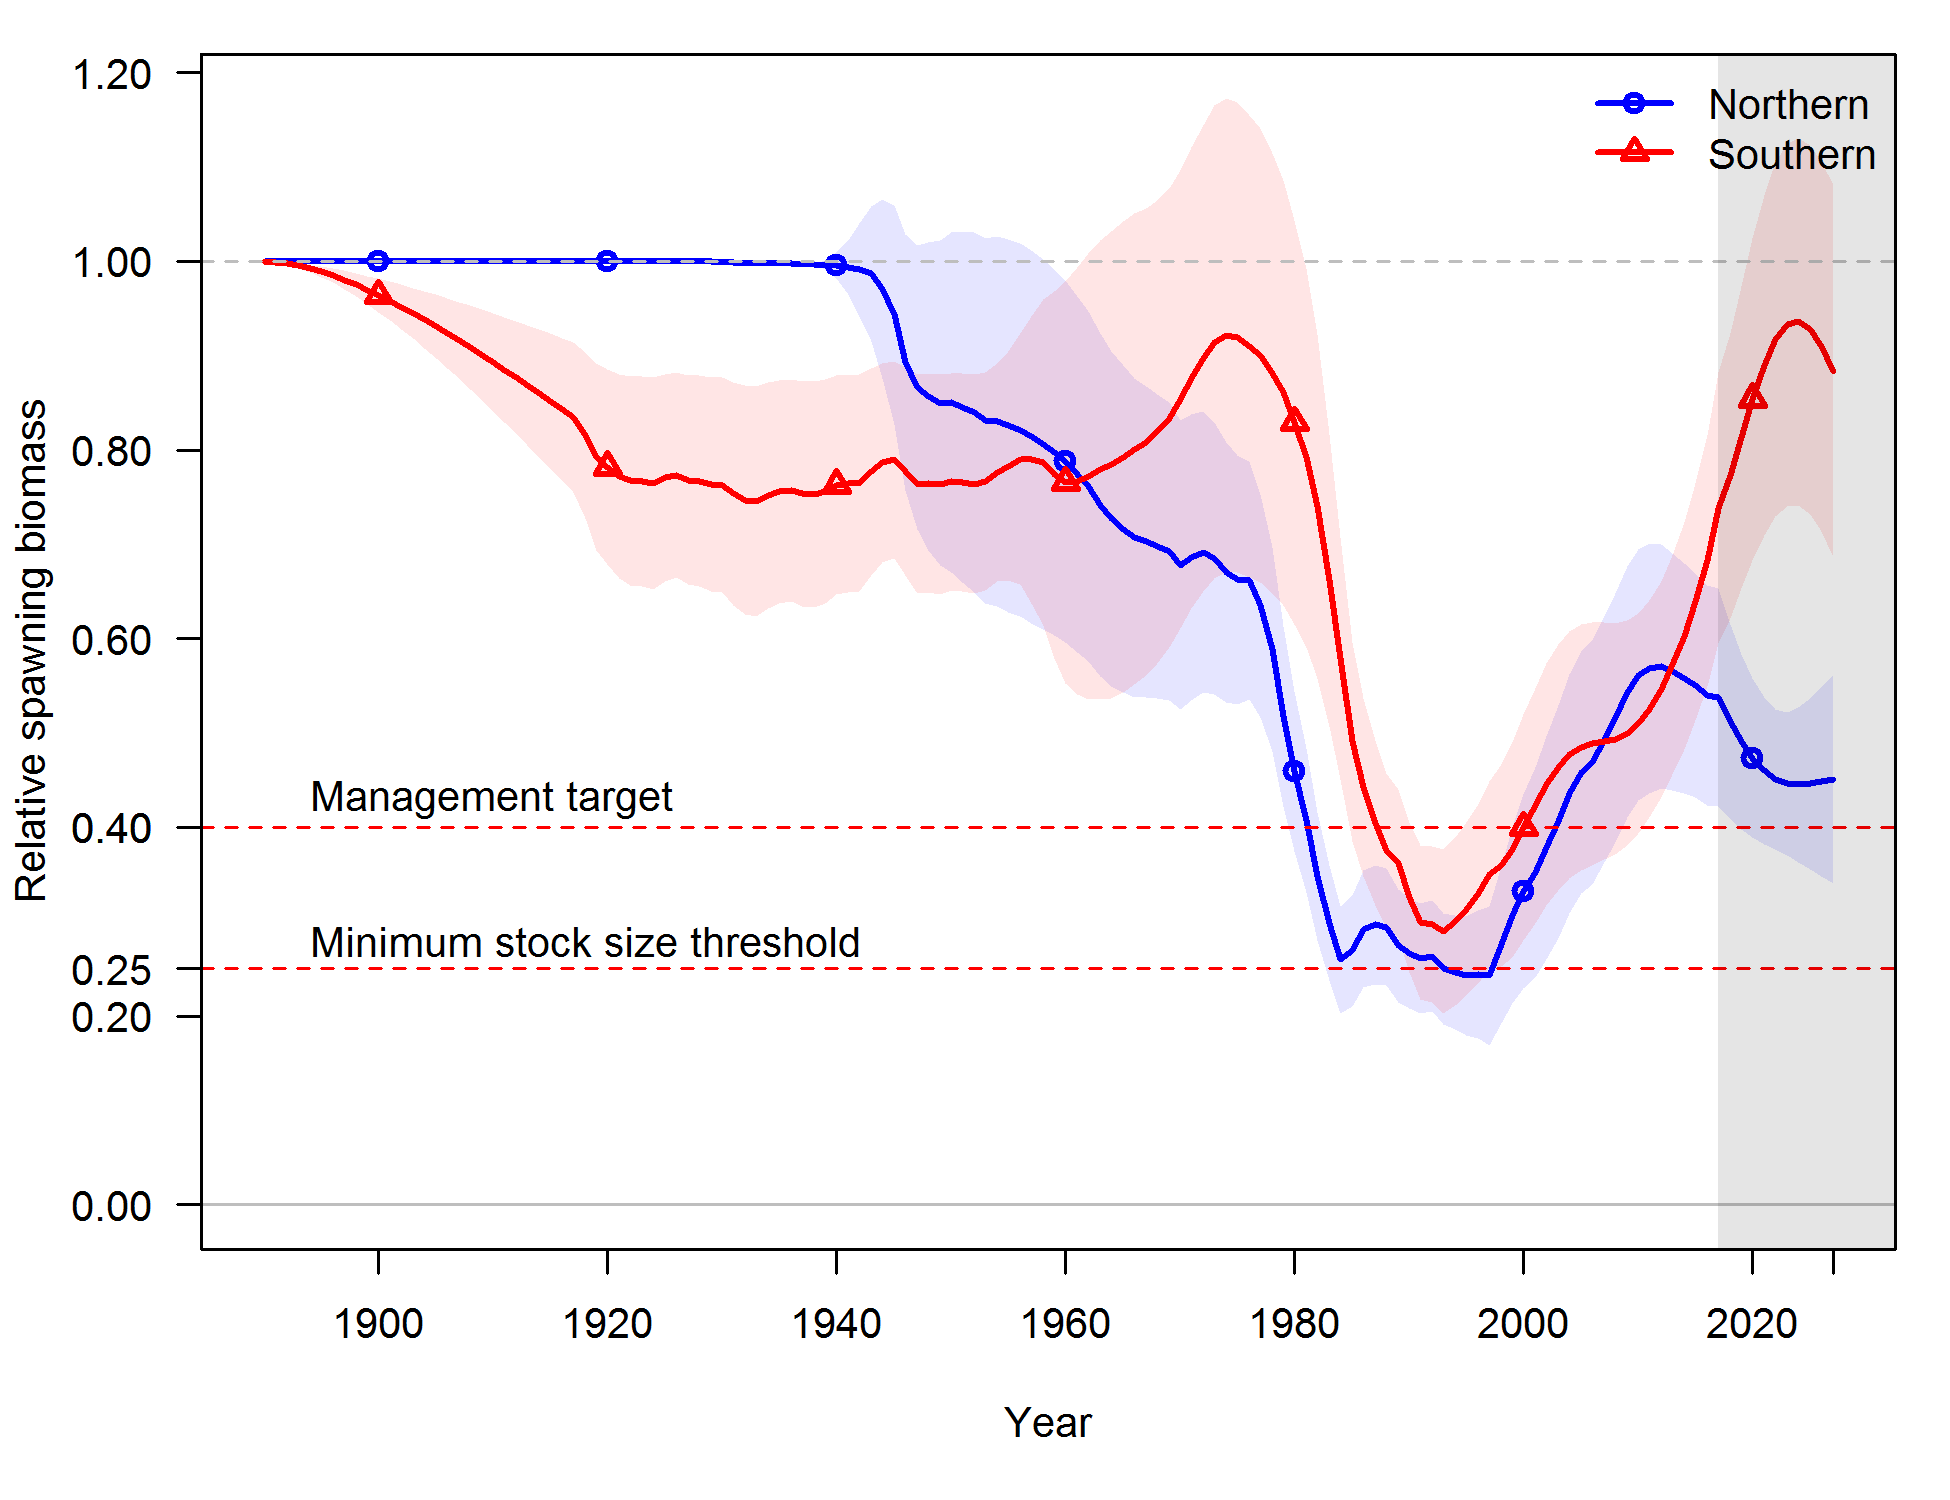 Northern
Southern
1.20
1.00
0.80
0.60
0.40
0.25
0.20
0.00
Relative spawning biomass
Management target
Minimum stock size threshold
1900 1920 1940 1960 1980 2000 2020
Year